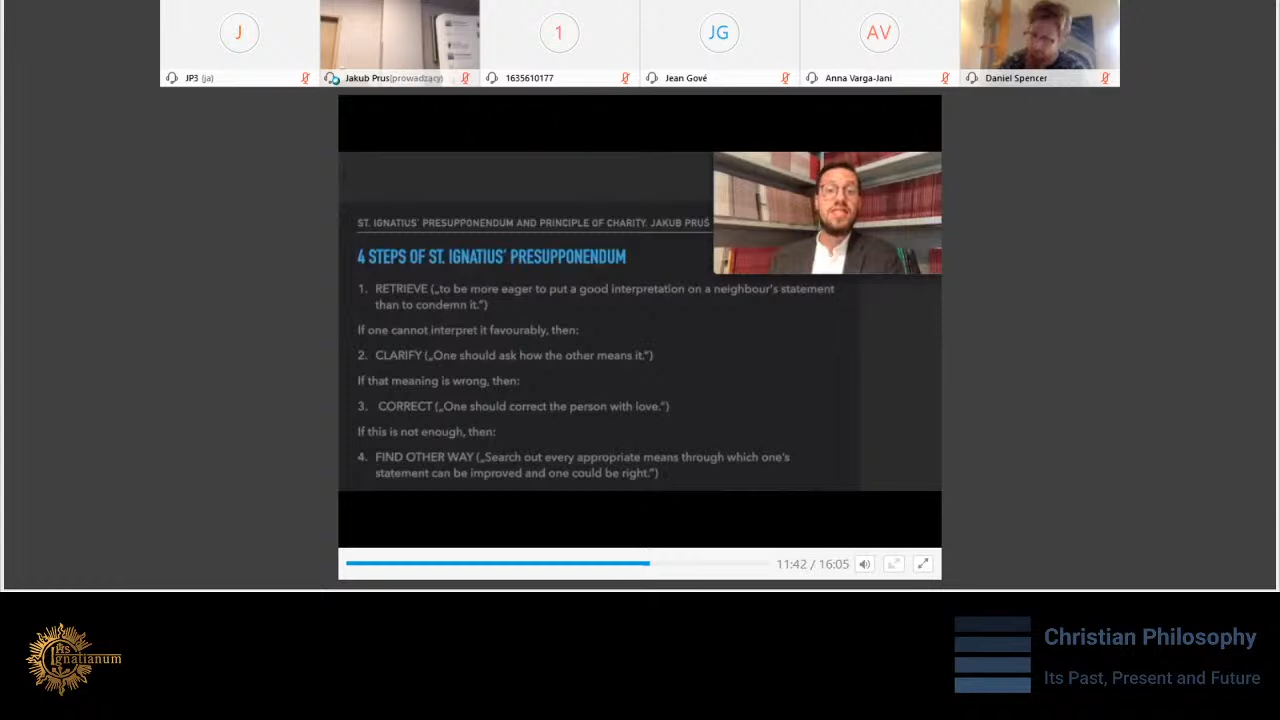 J
1
JG
AV
JP3 (ja)
Jakub Prus(prowadzący)
1635610177
Jean Gové
Anna Varga-Jani
Daniel Spencer
ST. IGNATIUS' PRESUPPONENDUM AND PRINCIPLE OF CHARITY. JAKUB PRUŚ
4 STEPS OF ST. IGNATIUS' PRESUPPONENDUM
1. RETRIEVE („to be more eager to put a good interpretation on a neighbour's statement
than to condemn it.")
If one cannot interpret it favourably, then:
2. CLARIFY („One should ask how the other means it.")
If that meaning is wrong, then:
3. CORRECT („One should correct the person with love.")
If this is not enough, then:
4. FIND OTHER WAY („Search out every appropriate means through which one's
statement can be improved and one could be right.")
11:42 / 16:05
Ignatianum
Christian Philosophy
Its Past, Present and Future